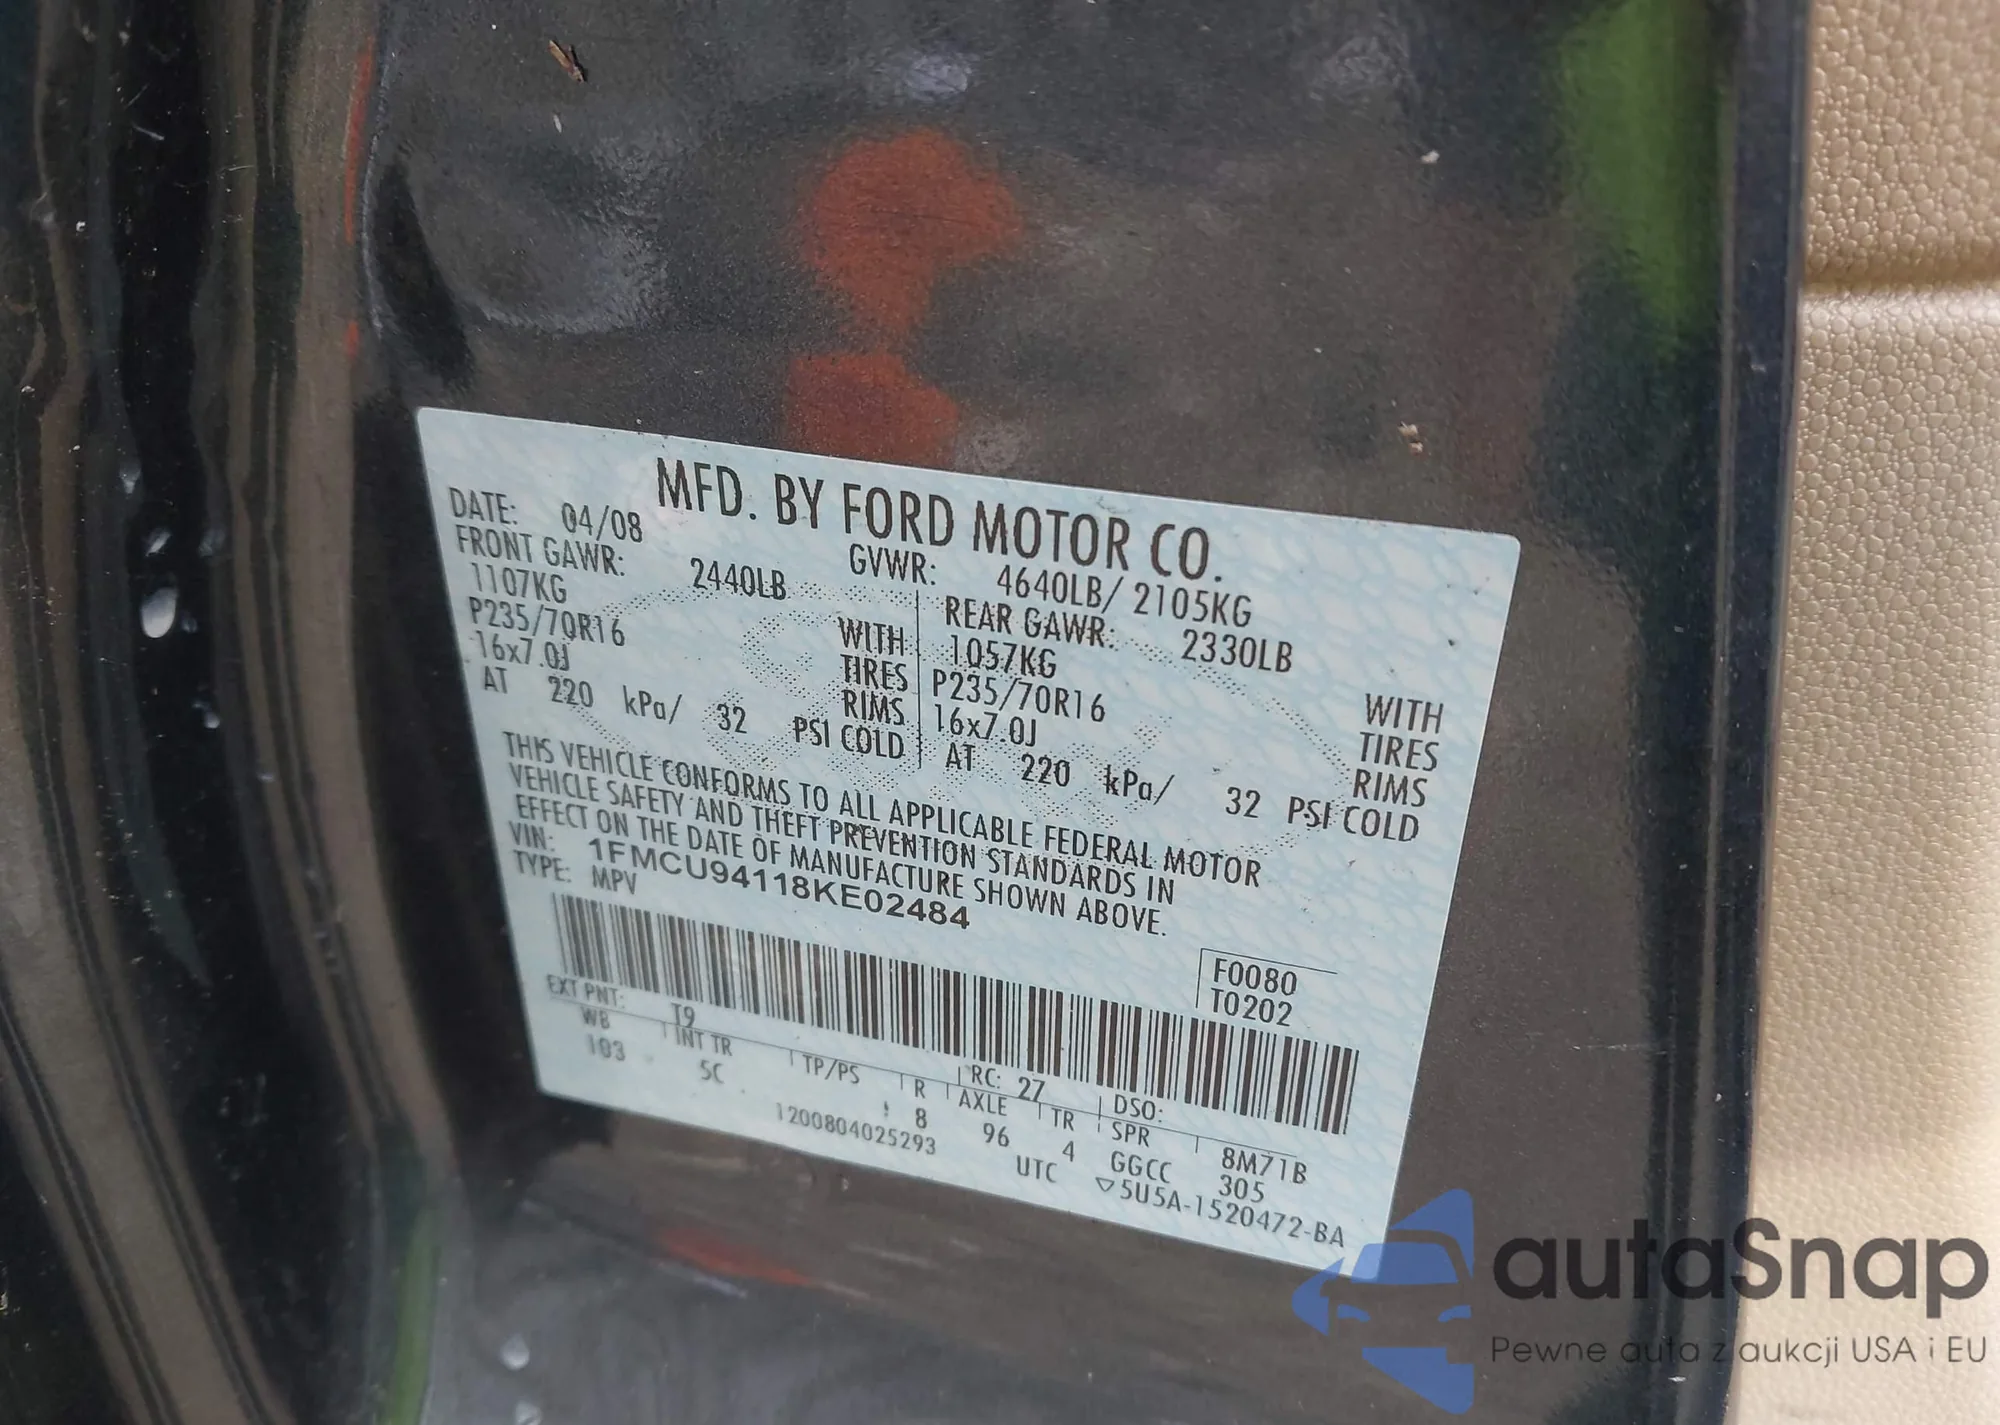 MFD. BY FORD MOTOR CO.
DATE: 04/08 GVWR: 4640LB/ 2105KG
FRONT GAWR: 2440LB REAR GAWR: 2330LB
1107KG WITH 1057KG WITH
P235/70R16 TIRES P235/70R16 TIRES
16x7.0J RIMS 16x7.0J RIMS
AT 220 kPa/ 32 PSI COLD AT 220 kPa/ 32 PSI COLD
THIS VEHICLE CONFORMS TO ALL APPLICABLE FEDERAL MOTOR
VEHICLE SAFETY AND THEFT PREVENTION STANDARDS IN
EFFECT ON THE DATE OF MANUFACTURE SHOWN ABOVE.
VIN: 1FMCU94118KE02484
TYPE: MPV
F0080
T0202
EXT PNT: T9 RC: 27 DSO:
WB INT TR TP/PS R AXLE TR SPR 8M71B
103 5C 8 96 4 GGCC 305
1200804025293 UTC ▽5U5A-1520472-BA
autaSnap
Pewne auta z aukcji USA i EU